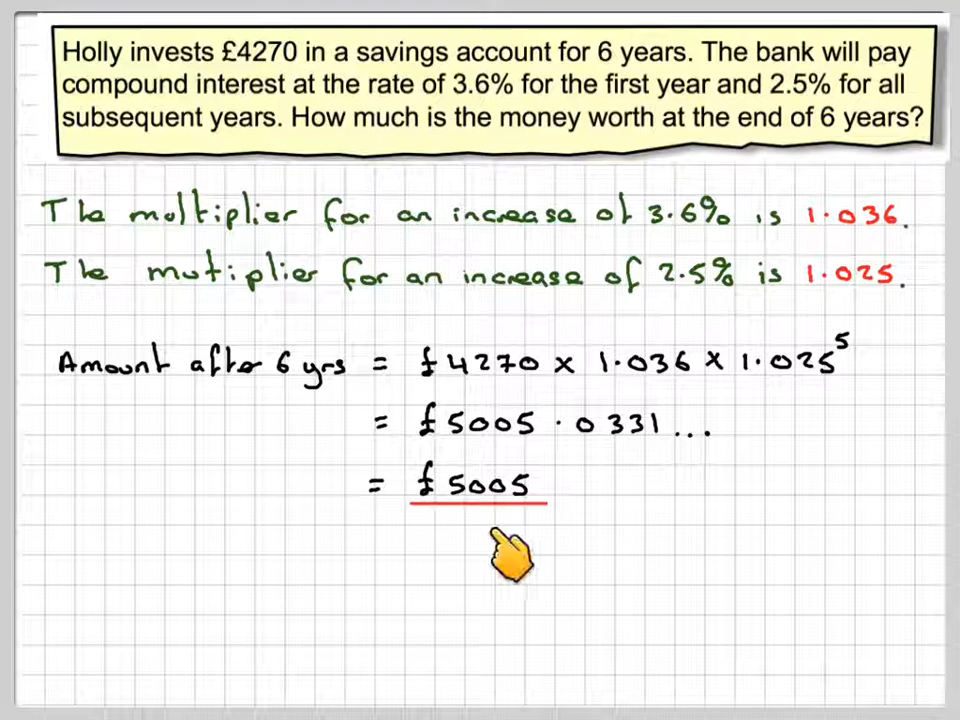 Holly invests £4270 in a savings account for 6 years. The bank will pay
compound interest at the rate of 3.6% for the first year and 2.5% for all
subsequent years. How much is the money worth at the end of 6 years?
The multiplier for an increase of 3.6% is 1.036.
The mutiplier for an increase of 2.5% is 1.025.
Amount after 6 yrs = £4270 x 1.036 x 1.025⁵
= £5005.0331...
= £5005